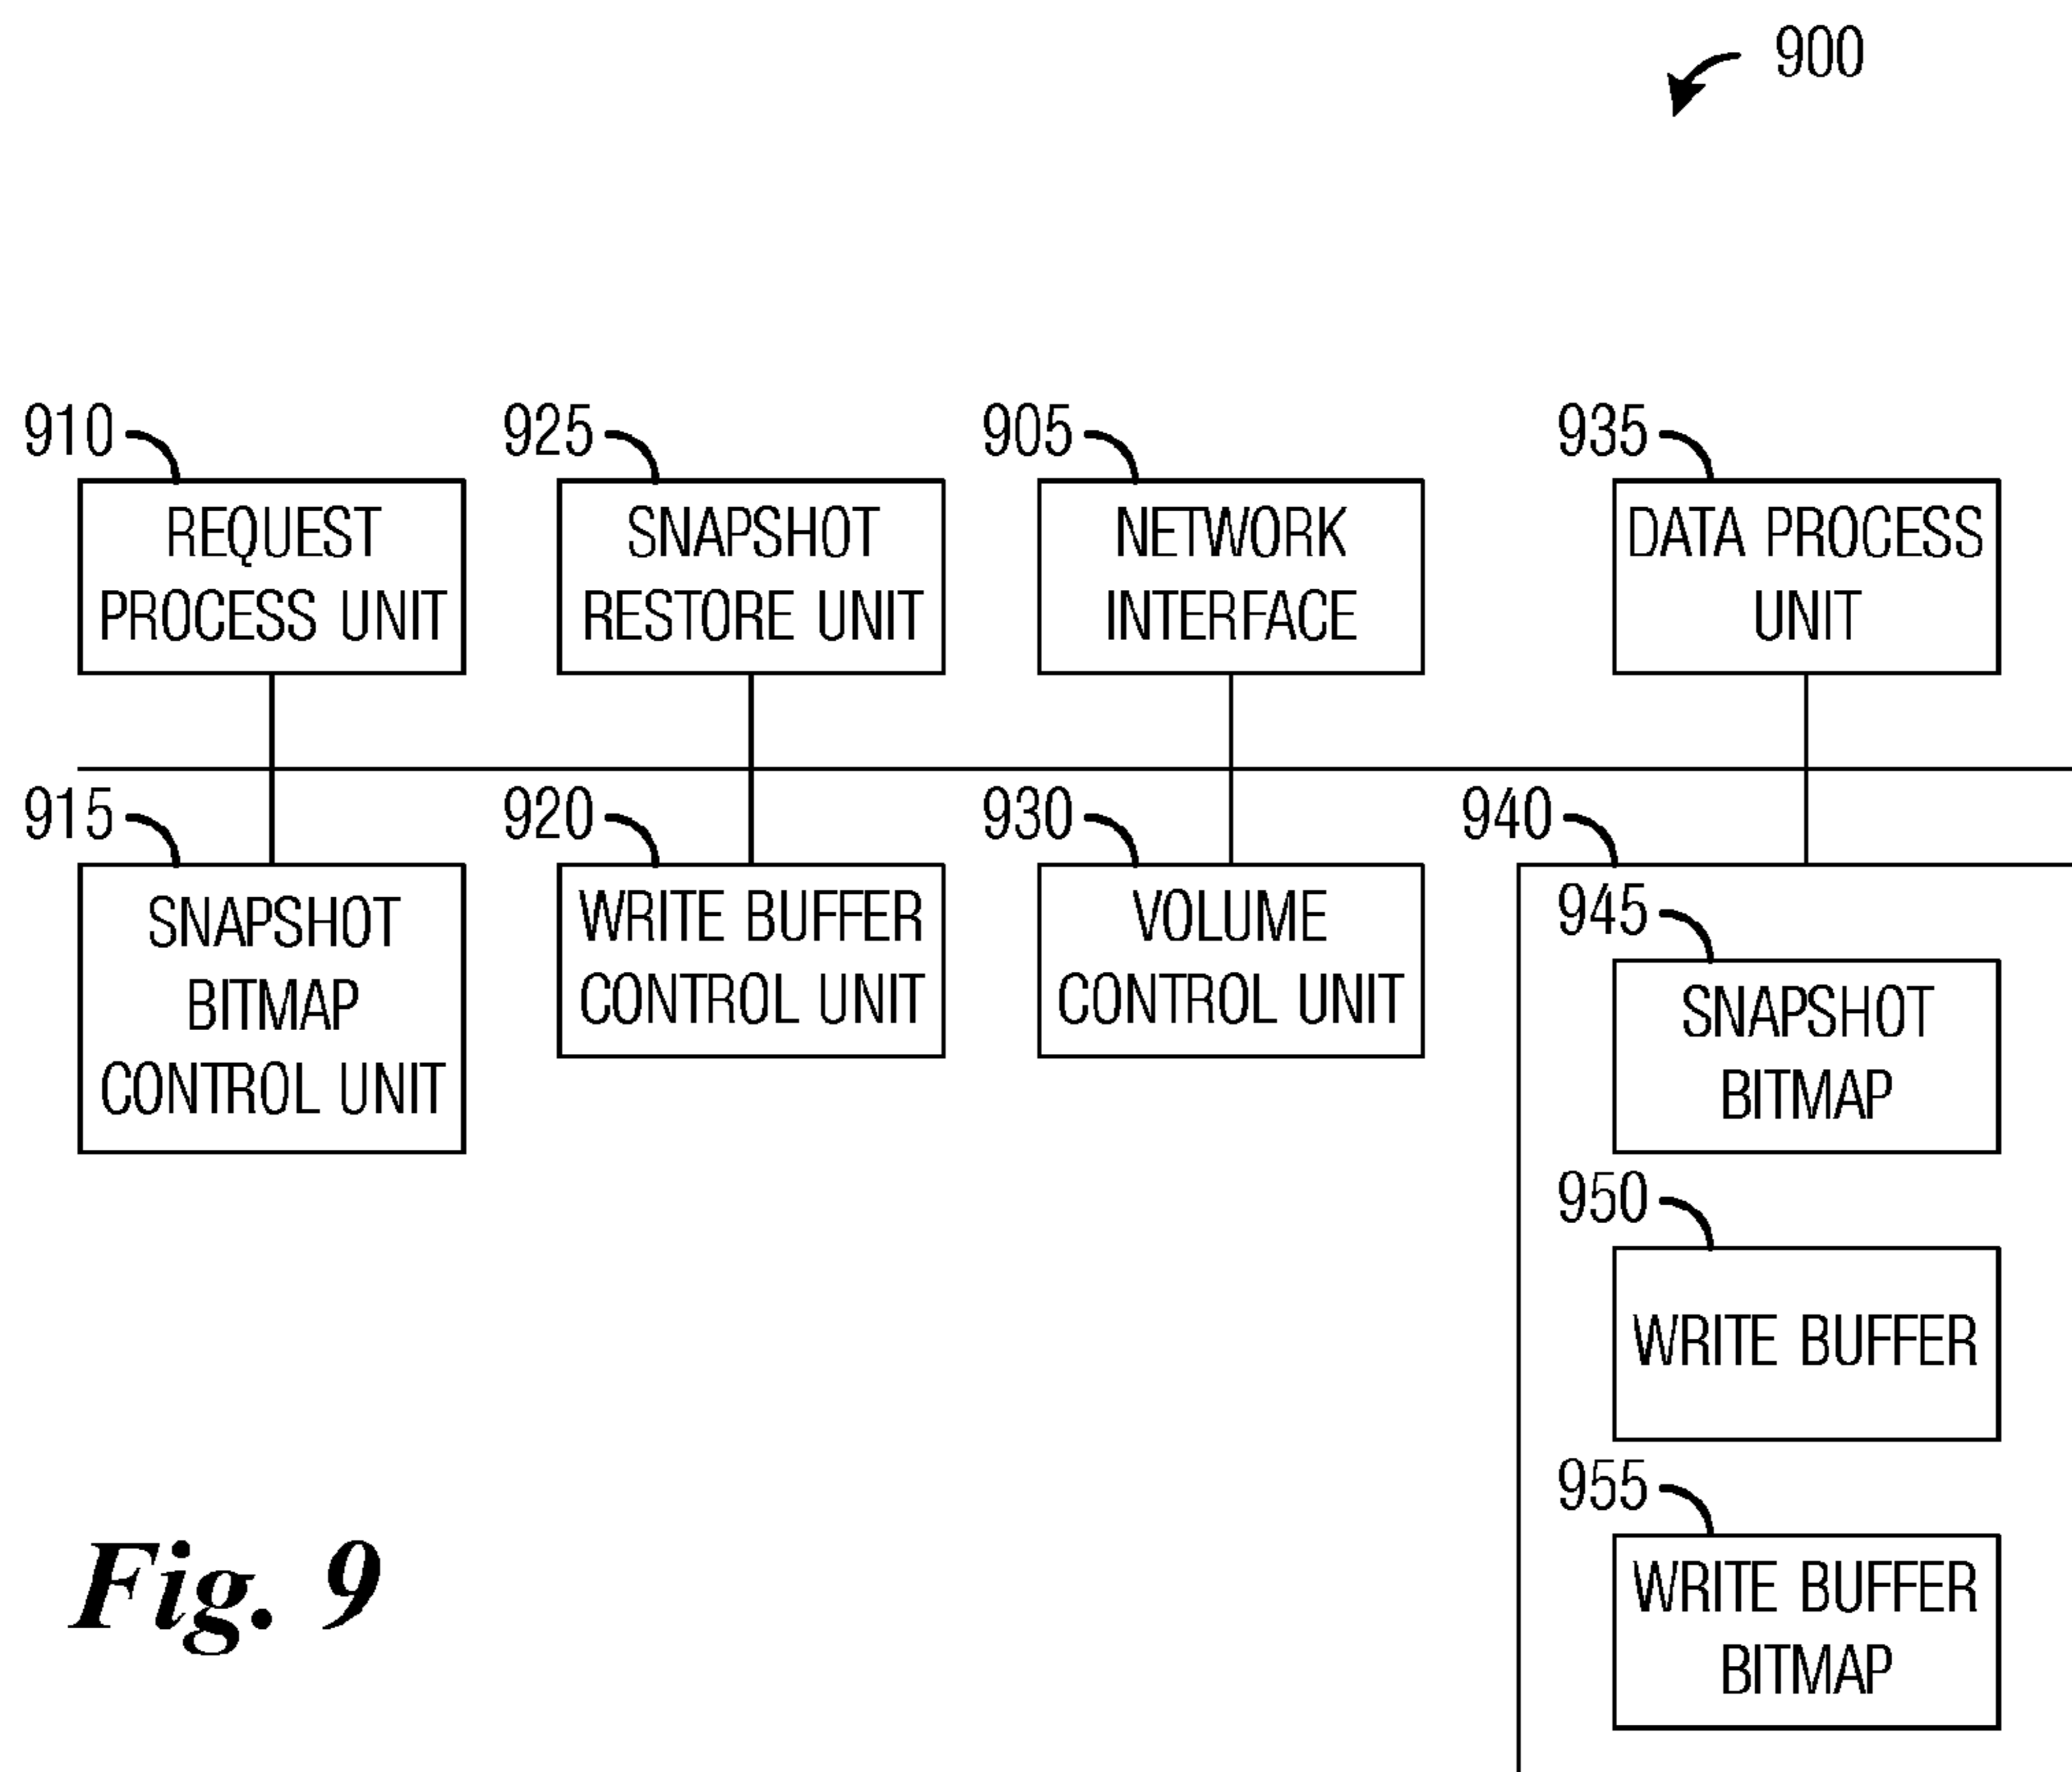 900
910
REQUEST
PROCESS UNIT
925
SNAPSHOT
RESTORE UNIT
905
NETWORK
INTERFACE
935
DATA PROCESS
UNIT
915
SNAPSHOT
BITMAP
CONTROL UNIT
920
WRITE BUFFER
CONTROL UNIT
930
VOLUME
CONTROL UNIT
940
945
SNAPSHOT
BITMAP
950
WRITE BUFFER
955
WRITE BUFFER
BITMAP
Fig. 9